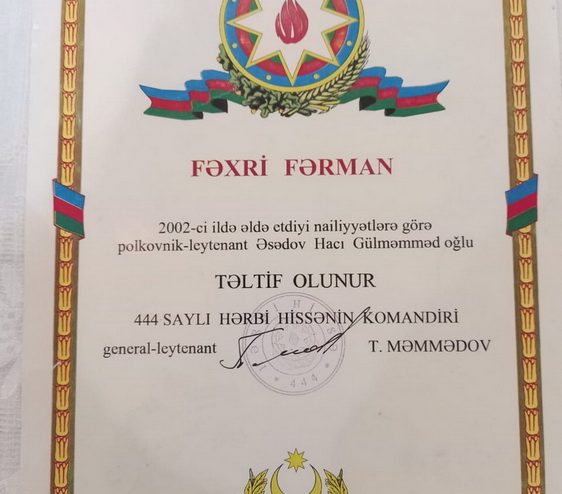 FƏXRİ FƏRMAN
2002-ci ildə əldə etdiyi nailiyyətlərə görə
polkovnik-leytenant Əsədov Hacı Gülməmməd oğlu
TƏLTİF OLUNUR
444 SAYLI HƏRBİ HİSSƏNİN KOMANDİRİ
general-leytenant T. MƏMMƏDOV
* 444 *